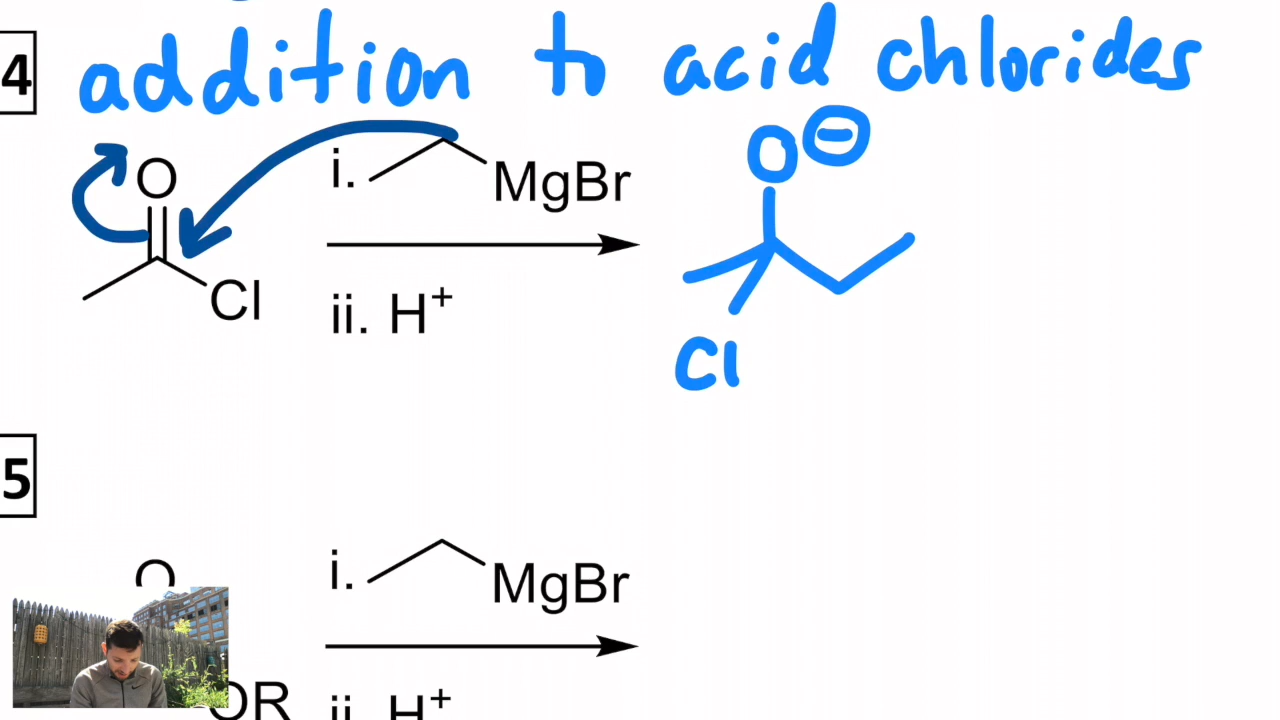 4 addition to acid chlorides
O ⊖
O
i. MgBr
Cl
ii. H+
Cl
5
O
i. MgBr
OR
ii. H+